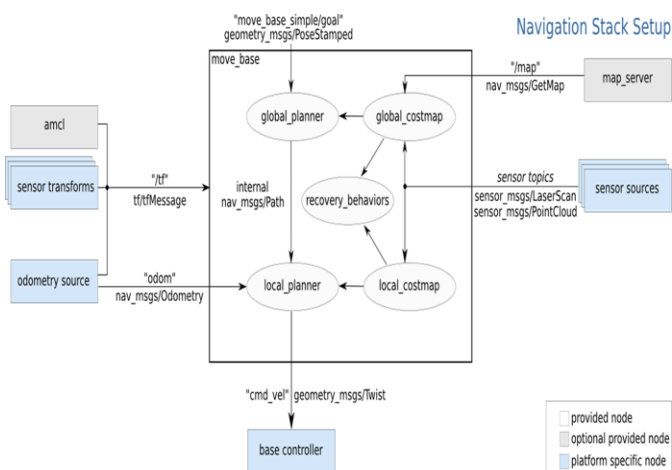 Navigation Stack Setup
"move_base_simple/goal"
geometry_msgs/PoseStamped
move_base
"/map"
nav_msgs/GetMap
map_server
amcl
global_planner
global_costmap
sensor transforms
"/tf"
tf/tfMessage
internal
nav_msgs/Path
recovery_behaviors
sensor topics
sensor_msgs/LaserScan
sensor_msgs/PointCloud
sensor sources
odometry source
"odom"
nav_msgs/Odometry
local_planner
local_costmap
"cmd_vel" geometry_msgs/Twist
base controller
provided node
optional provided node
platform specific node